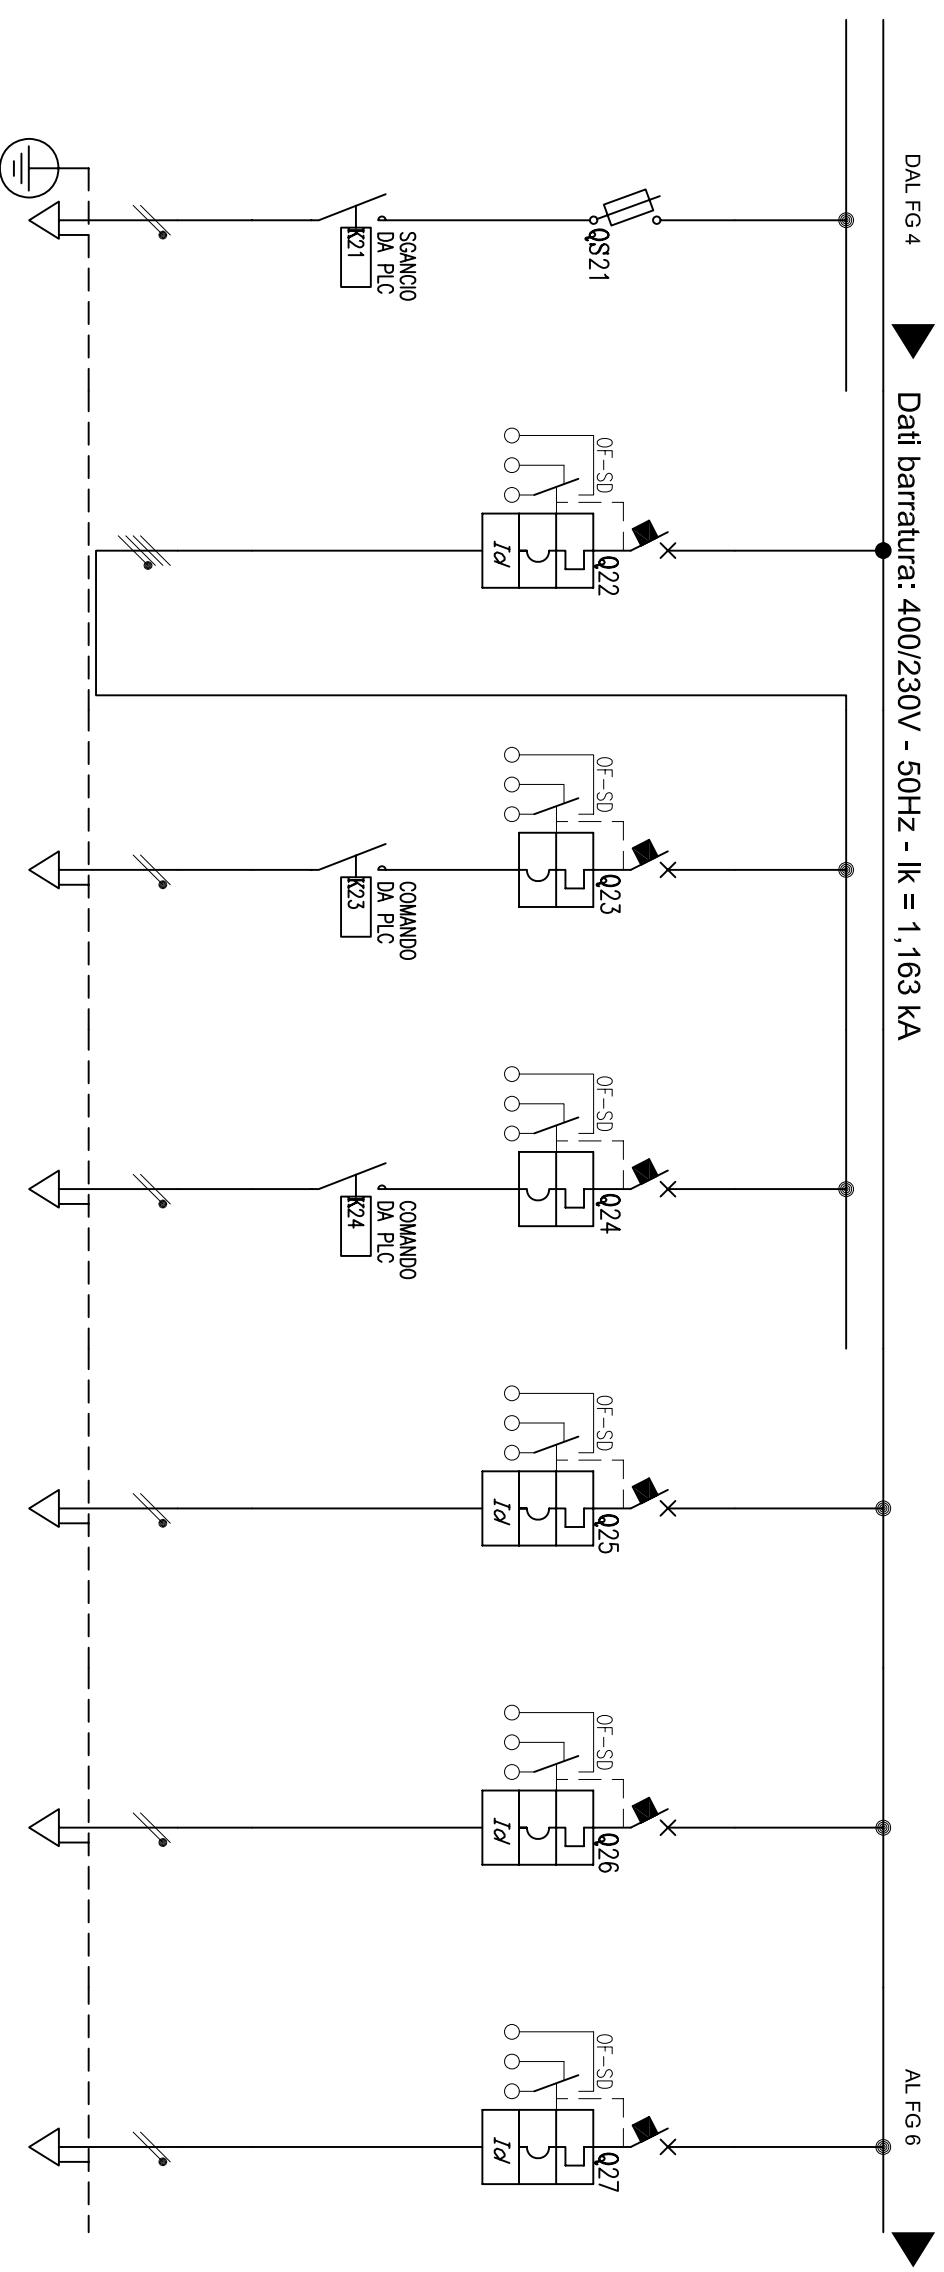 DAL FG 4
Dati barratura: 400/230V - 50Hz - Ik = 1,163 kA
AL FG 6
QS21
SGANCIO
DA PLC
K21
OF-SD
Q22
Id
OF-SD
Q23
COMANDO
DA PLC
K23
OF-SD
Q24
COMANDO
DA PLC
K24
OF-SD
Q25
Id
OF-SD
Q26
Id
OF-SD
Q27
Id